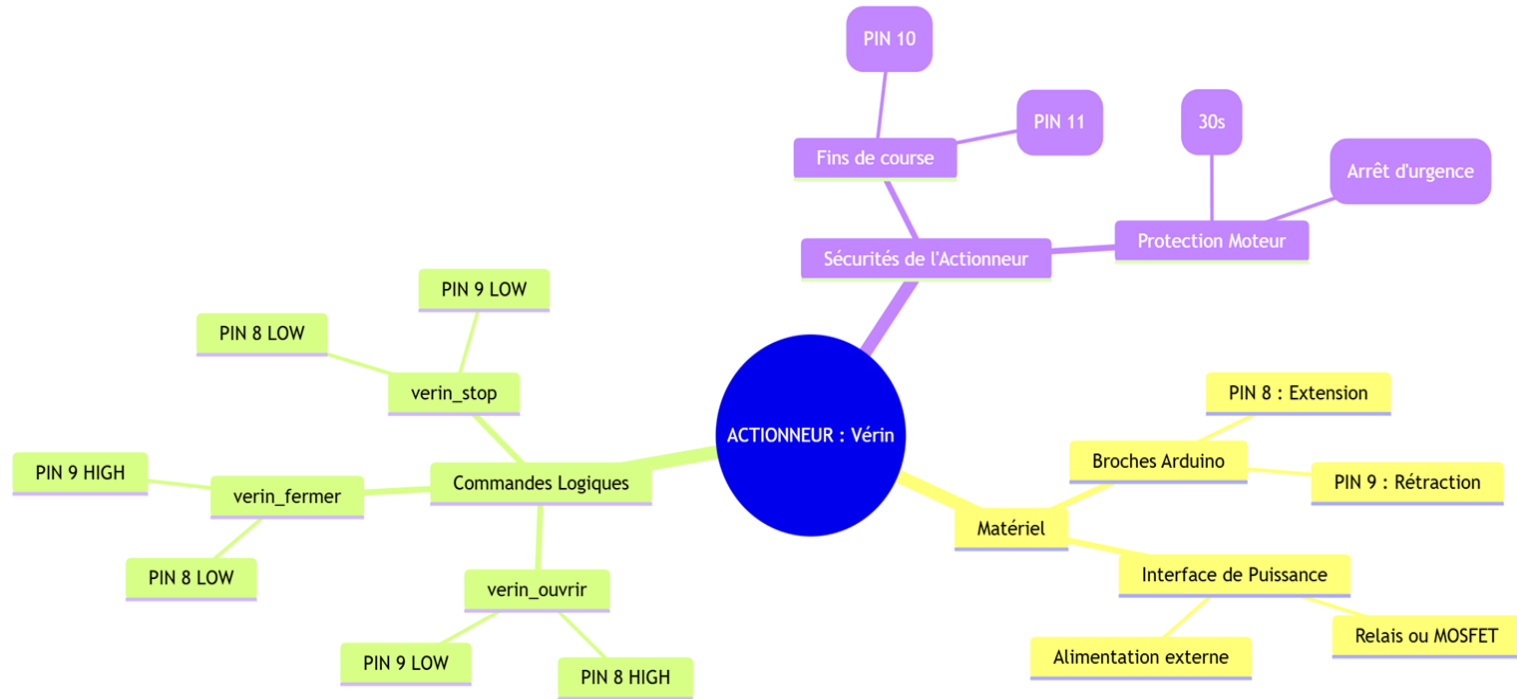 PIN 10
PIN 11
30s
Fins de course
Arrêt d'urgence
Protection Moteur
Sécurités de l'Actionneur
PIN 9 LOW
PIN 8 LOW
verin_stop
PIN 9 HIGH
verin_fermer
PIN 8 LOW
Commandes Logiques
verin_ouvrir
PIN 9 LOW
PIN 8 HIGH
ACTIONNEUR : Vérin
PIN 8 : Extension
Broches Arduino
PIN 9 : Rétraction
Matériel
Interface de Puissance
Alimentation externe
Relais ou MOSFET